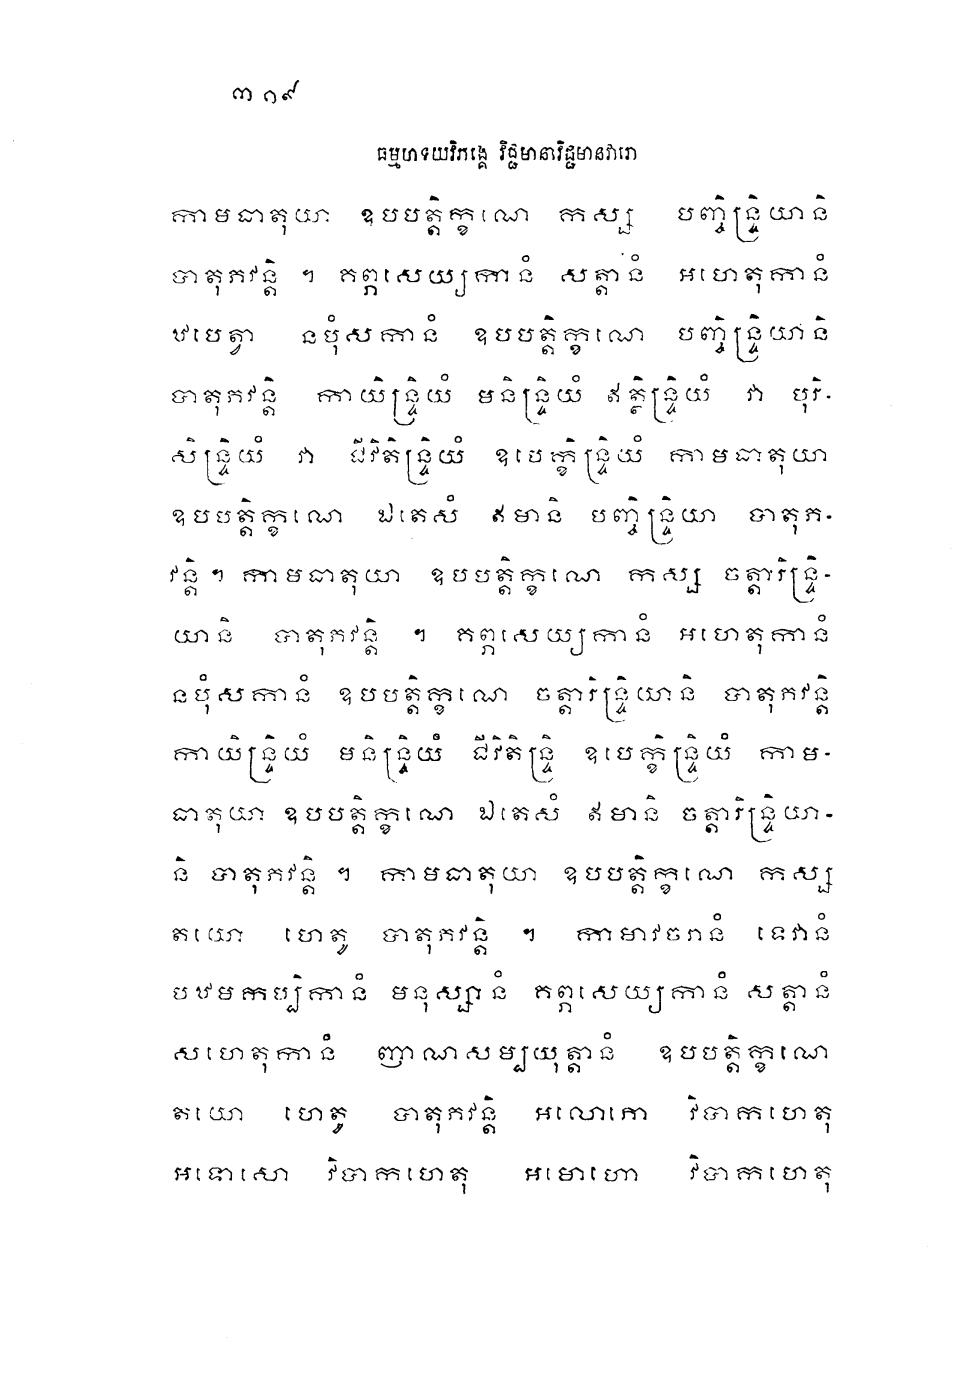 ៣១៩
ធម្មហទយវិភង្គេ វិជ្ជមានាវិជ្ជមានវារោ
កាមធាតុយា ឧបបត្តិក្ខណេ កស្ស បញ្ចិន្ទ្រិយានិ
បាតុភវន្តិ ។ គព្ភសេយ្យកានំ សត្តានំ អហេតុកានំ
ឋបេត្វា នបុំសកានំ ឧបបត្តិក្ខណេ បញ្ចិន្ទ្រិយានិ
បាតុភវន្តិ កាយិន្ទ្រិយំ មនិន្ទ្រិយំ ឥត្ថិន្ទ្រិយំ វា បុរិ-
សិន្ទ្រិយំ វា ជីវិតិន្ទ្រិយំ ឧបេក្ខិន្ទ្រិយំ កាមធាតុយា
ឧបបត្តិក្ខណេ ឯតេសំ ឥមានិ បញ្ចិន្ទ្រិយា បាតុភ-
វន្តិ ។ កាមធាតុយា ឧបបត្តិក្ខណេ កស្ស ចត្តារិន្ទ្រិ-
យានិ បាតុភវន្តិ ។ គព្ភសេយ្យកានំ អហេតុកានំ
នបុំសកានំ ឧបបត្តិក្ខណេ ចត្តារិន្ទ្រិយានិ បាតុភវន្តិ
កាយិន្ទ្រិយំ មនិន្ទ្រិយំ ជីវិតិន្ទ្រិ ឧបេក្ខិន្ទ្រិយំ កាម-
ធាតុយា ឧបបត្តិក្ខណេ ឯតេសំ ឥមានិ ចត្តារិន្ទ្រិយា-
និ បាតុភវន្តិ ។ កាមធាតុយា ឧបបត្តិក្ខណេ កស្ស
តយោ ហេតូ បាតុភវន្តិ ។ កាមាវចរានំ ទេវានំ
បឋមកប្បិកានំ មនុស្សានំ គព្ភសេយ្យកានំ សត្តានំ
សហេតុកានំ ញាណសម្បយុត្តានំ ឧបបត្តិក្ខណេ
តយោ ហេតូ បាតុភវន្តិ អលោភោ វិបាកហេតុ
អទោសោ វិបាកហេតុ អមោហោ វិបាកហេតុ